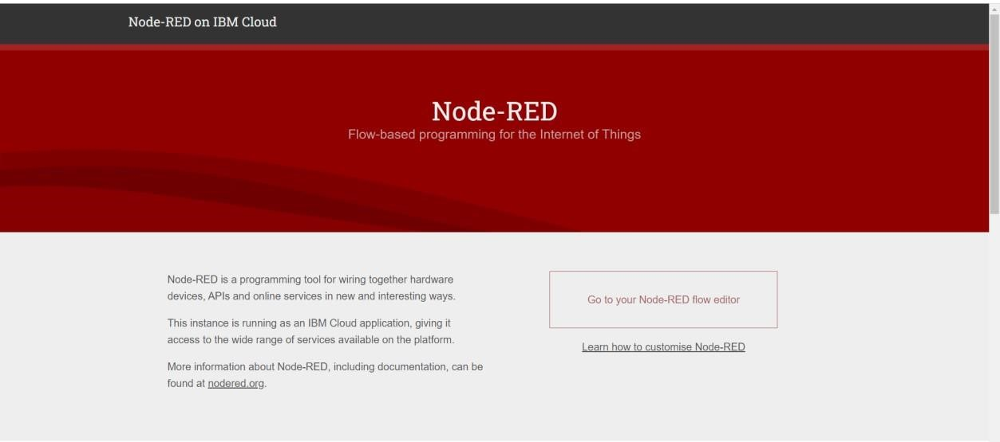 Node-RED on IBM Cloud
Node-RED
Flow-based programming for the Internet of Things
Node-RED is a programming tool for wiring together hardware
devices, APIs and online services in new and interesting ways.
This instance is running as an IBM Cloud application, giving it
access to the wide range of services available on the platform.
More information about Node-RED, including documentation, can be
found at nodered.org.
Go to your Node-RED flow editor
Learn how to customise Node-RED